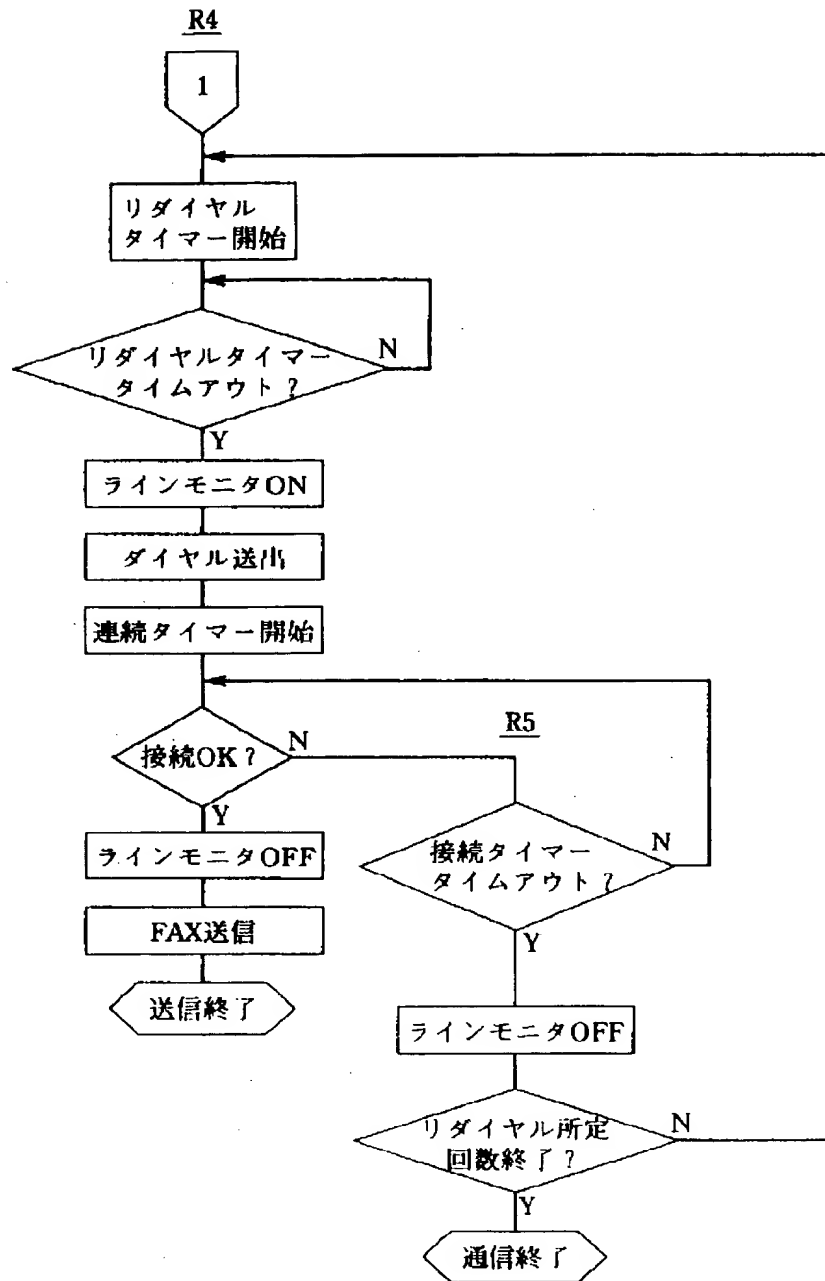 R4
1
リダイヤル
タイマー開始
リダイヤルタイマー
タイムアウト?
N
Y
ラインモニタON
ダイヤル送出
連続タイマー開始
接続OK?
N
Y
ラインモニタOFF
FAX送信
送信終了
R5
接続タイマー
タイムアウト?
N
Y
ラインモニタOFF
リダイヤル所定
回数終了?
N
Y
通信終了